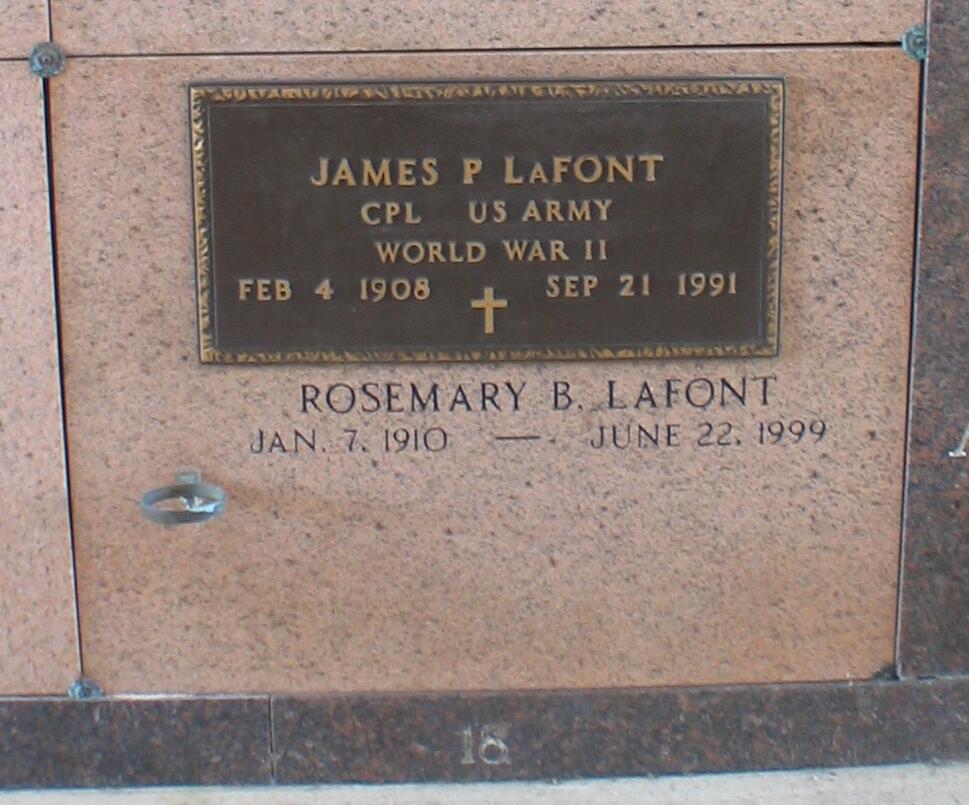 JAMES P LaFONT
CPL US ARMY
WORLD WAR II
FEB 4 1908 SEP 21 1991
ROSEMARY B. LAFONT
JAN. 7, 1910 — JUNE 22, 1999
18